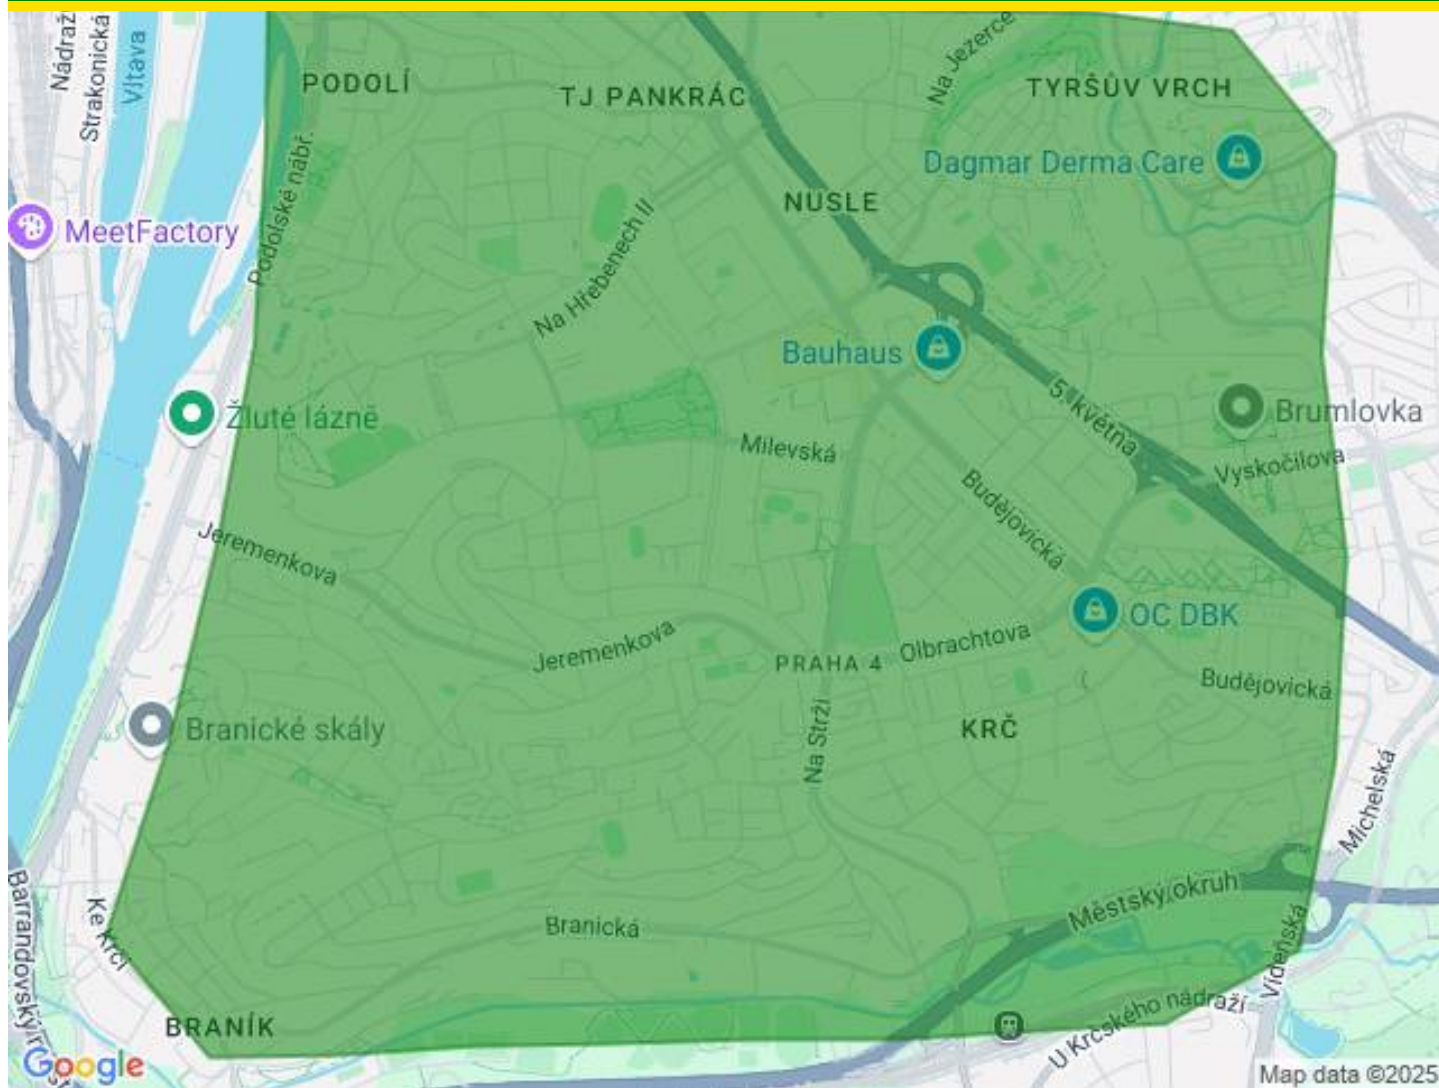 Nádraž
Strakonická
Vltava
PODOLÍ
TJ PANKRÁC
Na Jezerce
TYRŠŮV VRCH
Dagmar Derma Care
Podolské nábř.
NUSLE
MeetFactory
Na Hřebenech II
Bauhaus
5. května
Brumlovka
Žluté lázně
Milevská
Vyskočilova
Budějovická
Jeremenkova
OC DBK
Jeremenkova
PRAHA 4
Olbrachtova
Budějovická
Branické skály
Na Strži
KRČ
Michelská
Barrandovský
Ke Krči
Městský okruh
Branická
Vídeňská
BRANÍK
U Krčského nádraží
Google
Map data ©2025